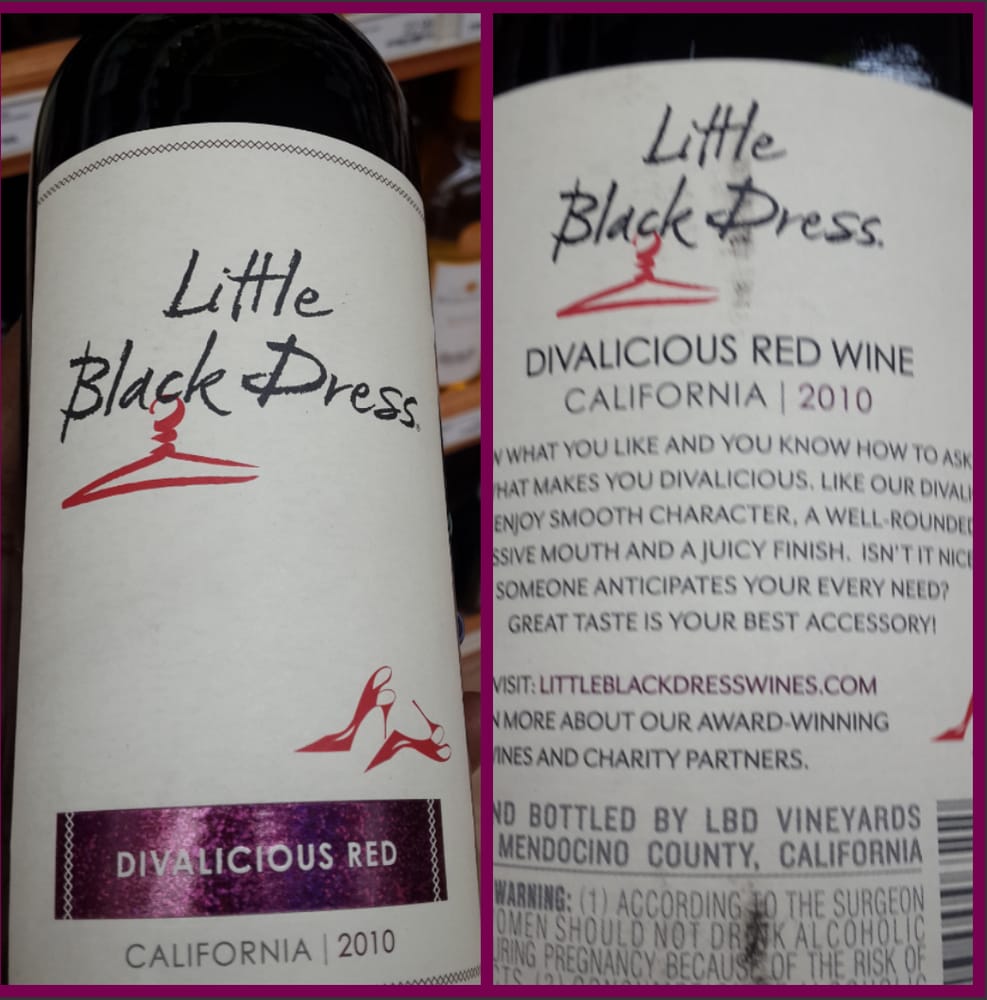 Little
Black Dress
DIVALICIOUS RED
CALIFORNIA | 2010
Little
Black Dress.
DIVALICIOUS RED WINE
CALIFORNIA | 2010
WHAT YOU LIKE AND YOU KNOW HOW TO ASK
HAT MAKES YOU DIVALICIOUS. LIKE OUR DIVALI
ENJOY SMOOTH CHARACTER, A WELL-ROUNDED
SSIVE MOUTH AND A JUICY FINISH. ISN'T IT NICE
SOMEONE ANTICIPATES YOUR EVERY NEED?
GREAT TASTE IS YOUR BEST ACCESSORY!
VISIT: LITTLEBLACKDRESSWINES.COM
N MORE ABOUT OUR AWARD-WINNING
INES AND CHARITY PARTNERS.
ND BOTTLED BY LBD VINEYARDS
MENDOCINO COUNTY, CALIFORNIA
WARNING: (1) ACCORDING TO THE SURGEON
OMEN SHOULD NOT DRINK ALCOHOLIC
URING PREGNANCY BECAUSE OF THE RISK OF